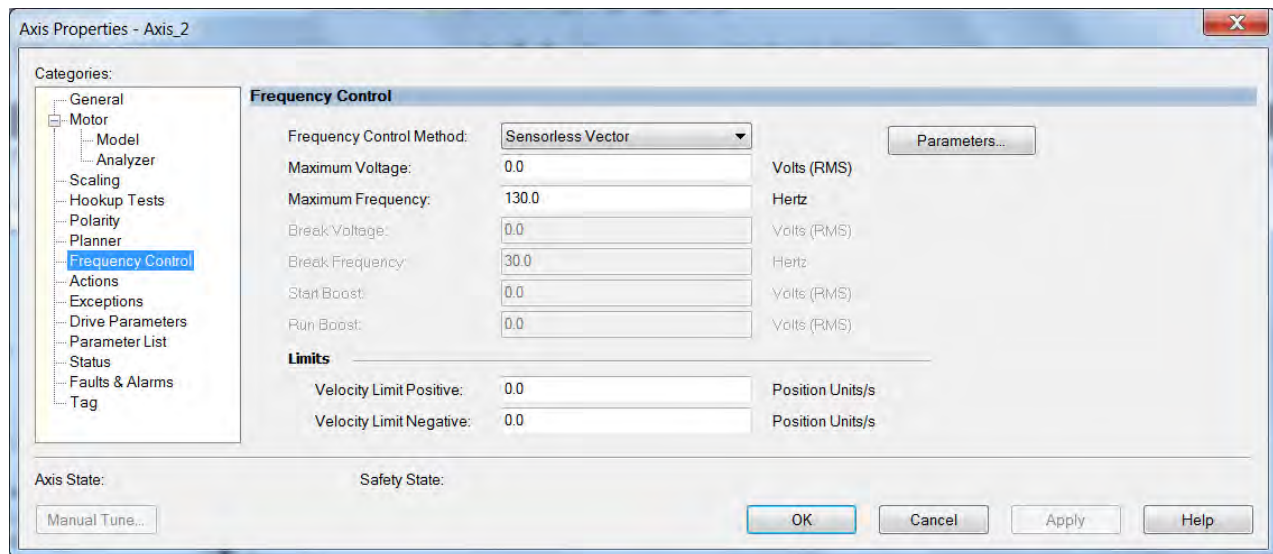 Axis Properties - Axis_2
X
Categories:
General
Motor
Model
Analyzer
Scaling
Hookup Tests
Polarity
Planner
Frequency Control
Actions
Exceptions
Drive Parameters
Parameter List
Status
Faults & Alarms
Tag
Frequency Control
Frequency Control Method: Sensorless Vector Parameters...
Maximum Voltage: 0.0 Volts (RMS)
Maximum Frequency: 130.0 Hertz
Break Voltage: 0.0 Volts (RMS)
Break Frequency: 30.0 Hertz
Start Boost: 0.0 Volts (RMS)
Run Boost: 0.0 Volts (RMS)
Limits
Velocity Limit Positive: 0.0 Position Units/s
Velocity Limit Negative: 0.0 Position Units/s
Axis State: Safety State:
Manual Tune... OK Cancel Apply Help